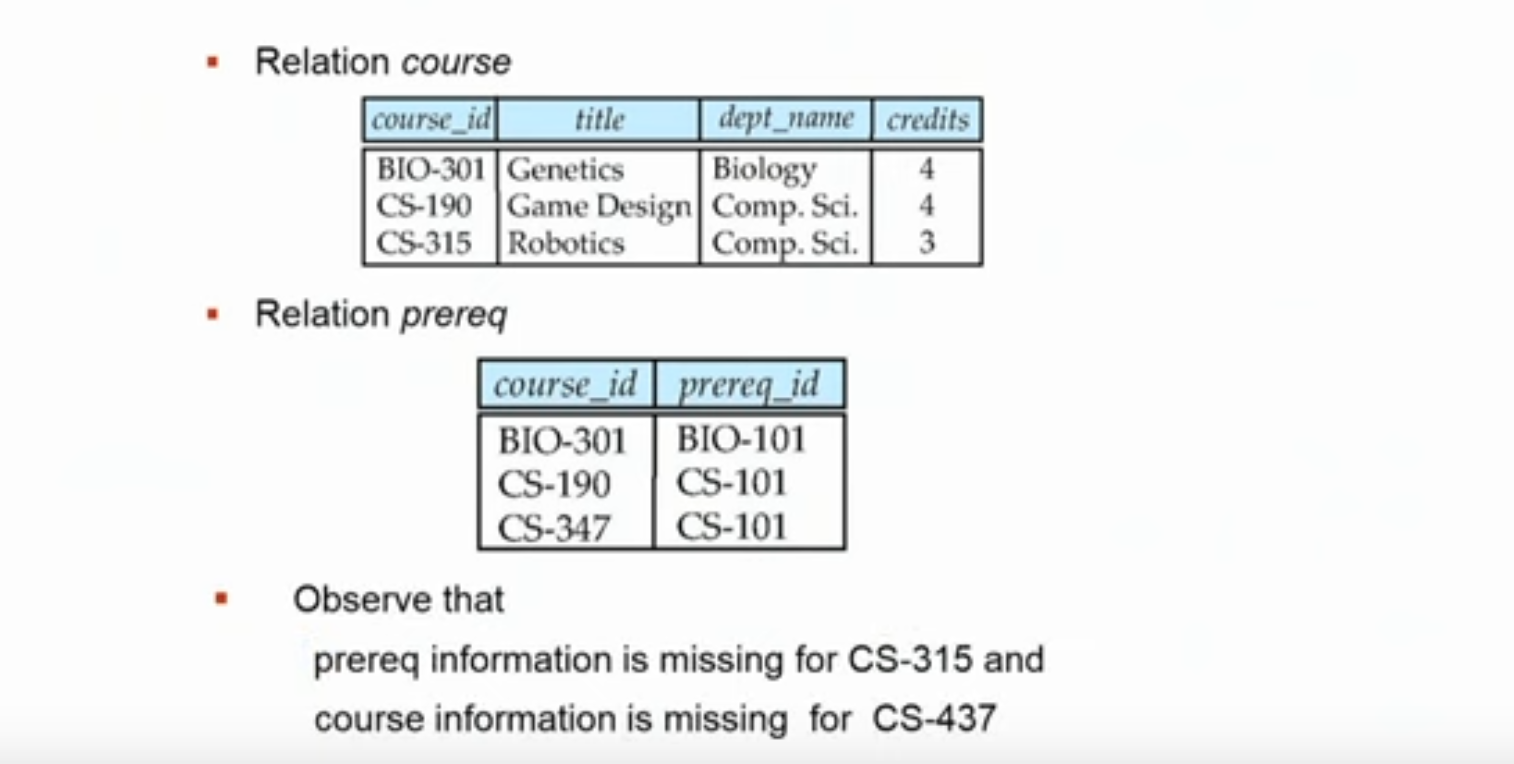 Relation course
course_id title dept_name credits
BIO-301 Genetics Biology 4
CS-190 Game Design Comp. Sci. 4
CS-315 Robotics Comp. Sci. 3
Relation prereq
course_id prereq_id
BIO-301 BIO-101
CS-190 CS-101
CS-347 CS-101
Observe that
prereq information is missing for CS-315 and
course information is missing for CS-437